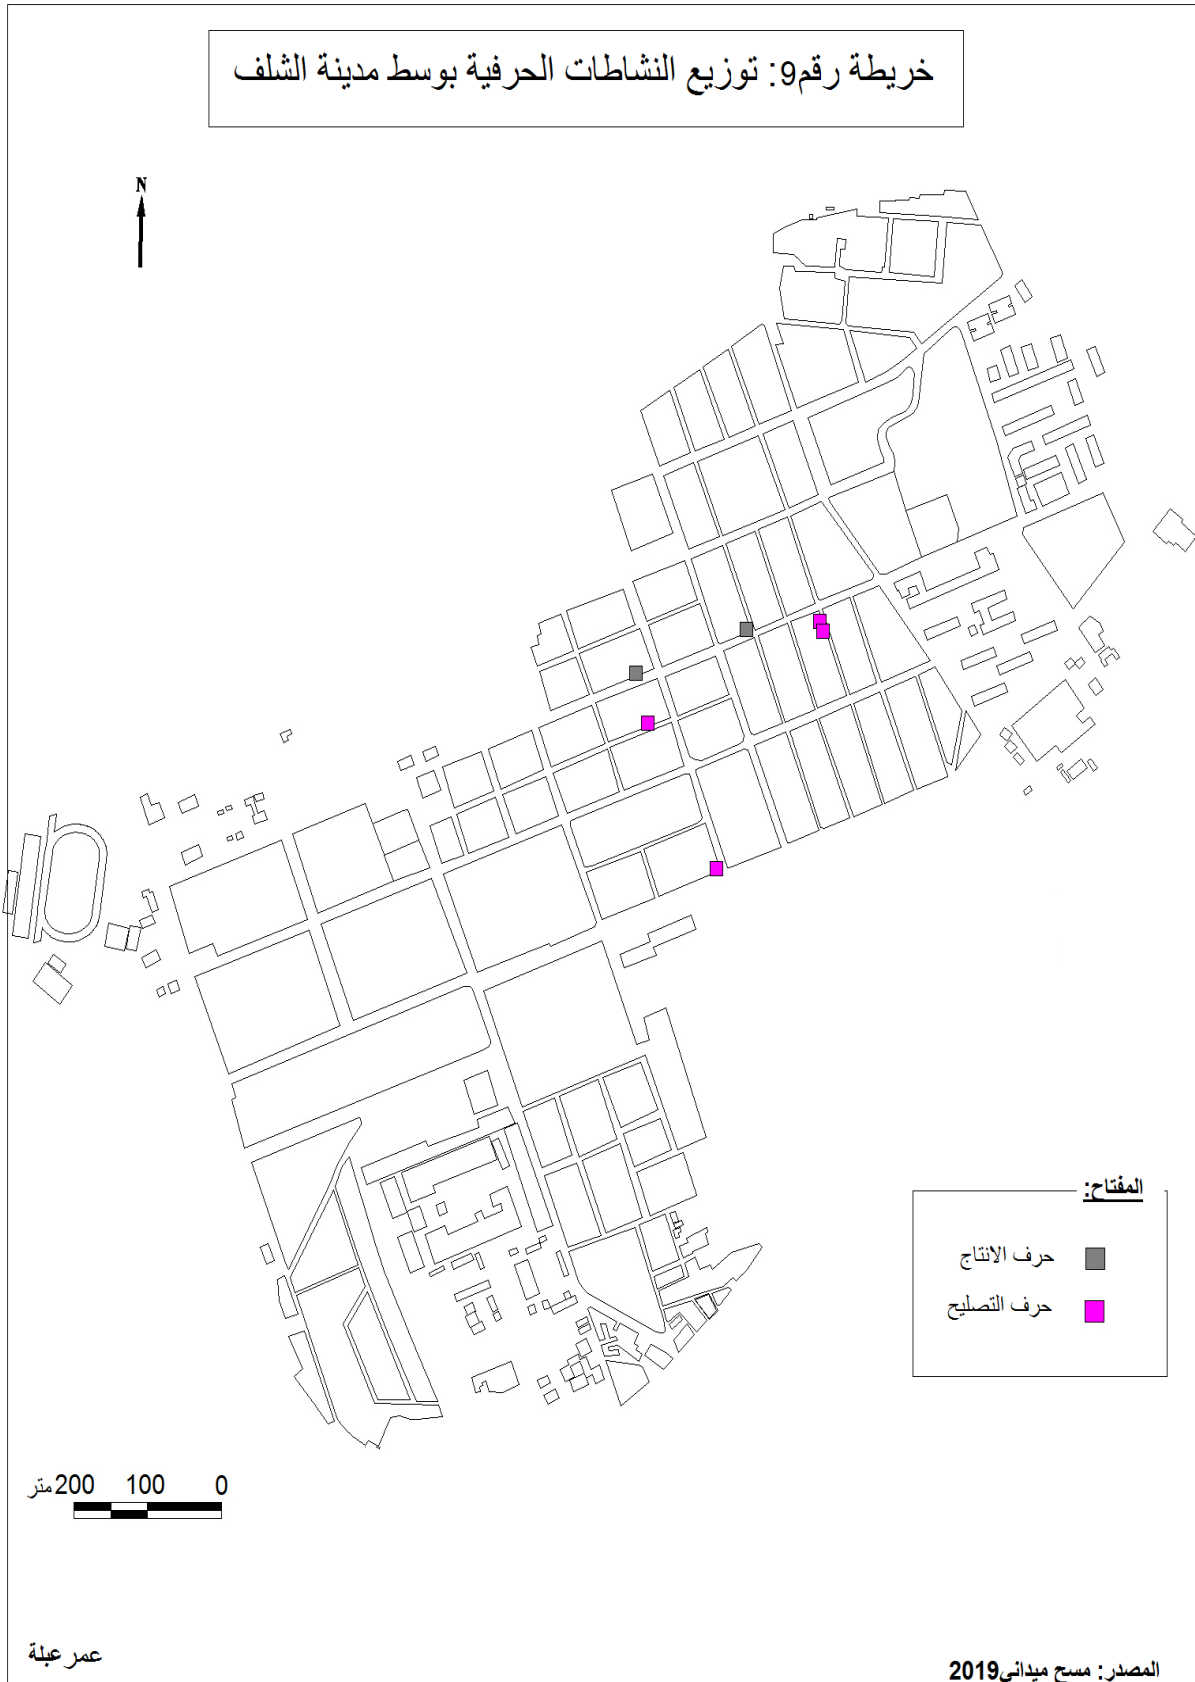 خريطة رقم9: توزيع النشاطات الحرفية بوسط مدينة الشلف
N
المفتاح:
حرف الانتاج
حرف التصليح
متر 200 100 0
عمر عبلة
المصدر: مسح ميداني2019